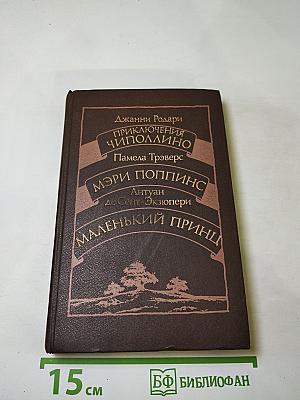 Джанни Родари
ПРИКЛЮЧЕНИЯ
ЧИПОЛЛИНО
Памела Трэверс
МЭРИ ПОППИНС
Антуан
де Сент-Экзюпери
МАЛЕНЬКИЙ ПРИНЦ
15 см
БФ БИБЛИОФАН